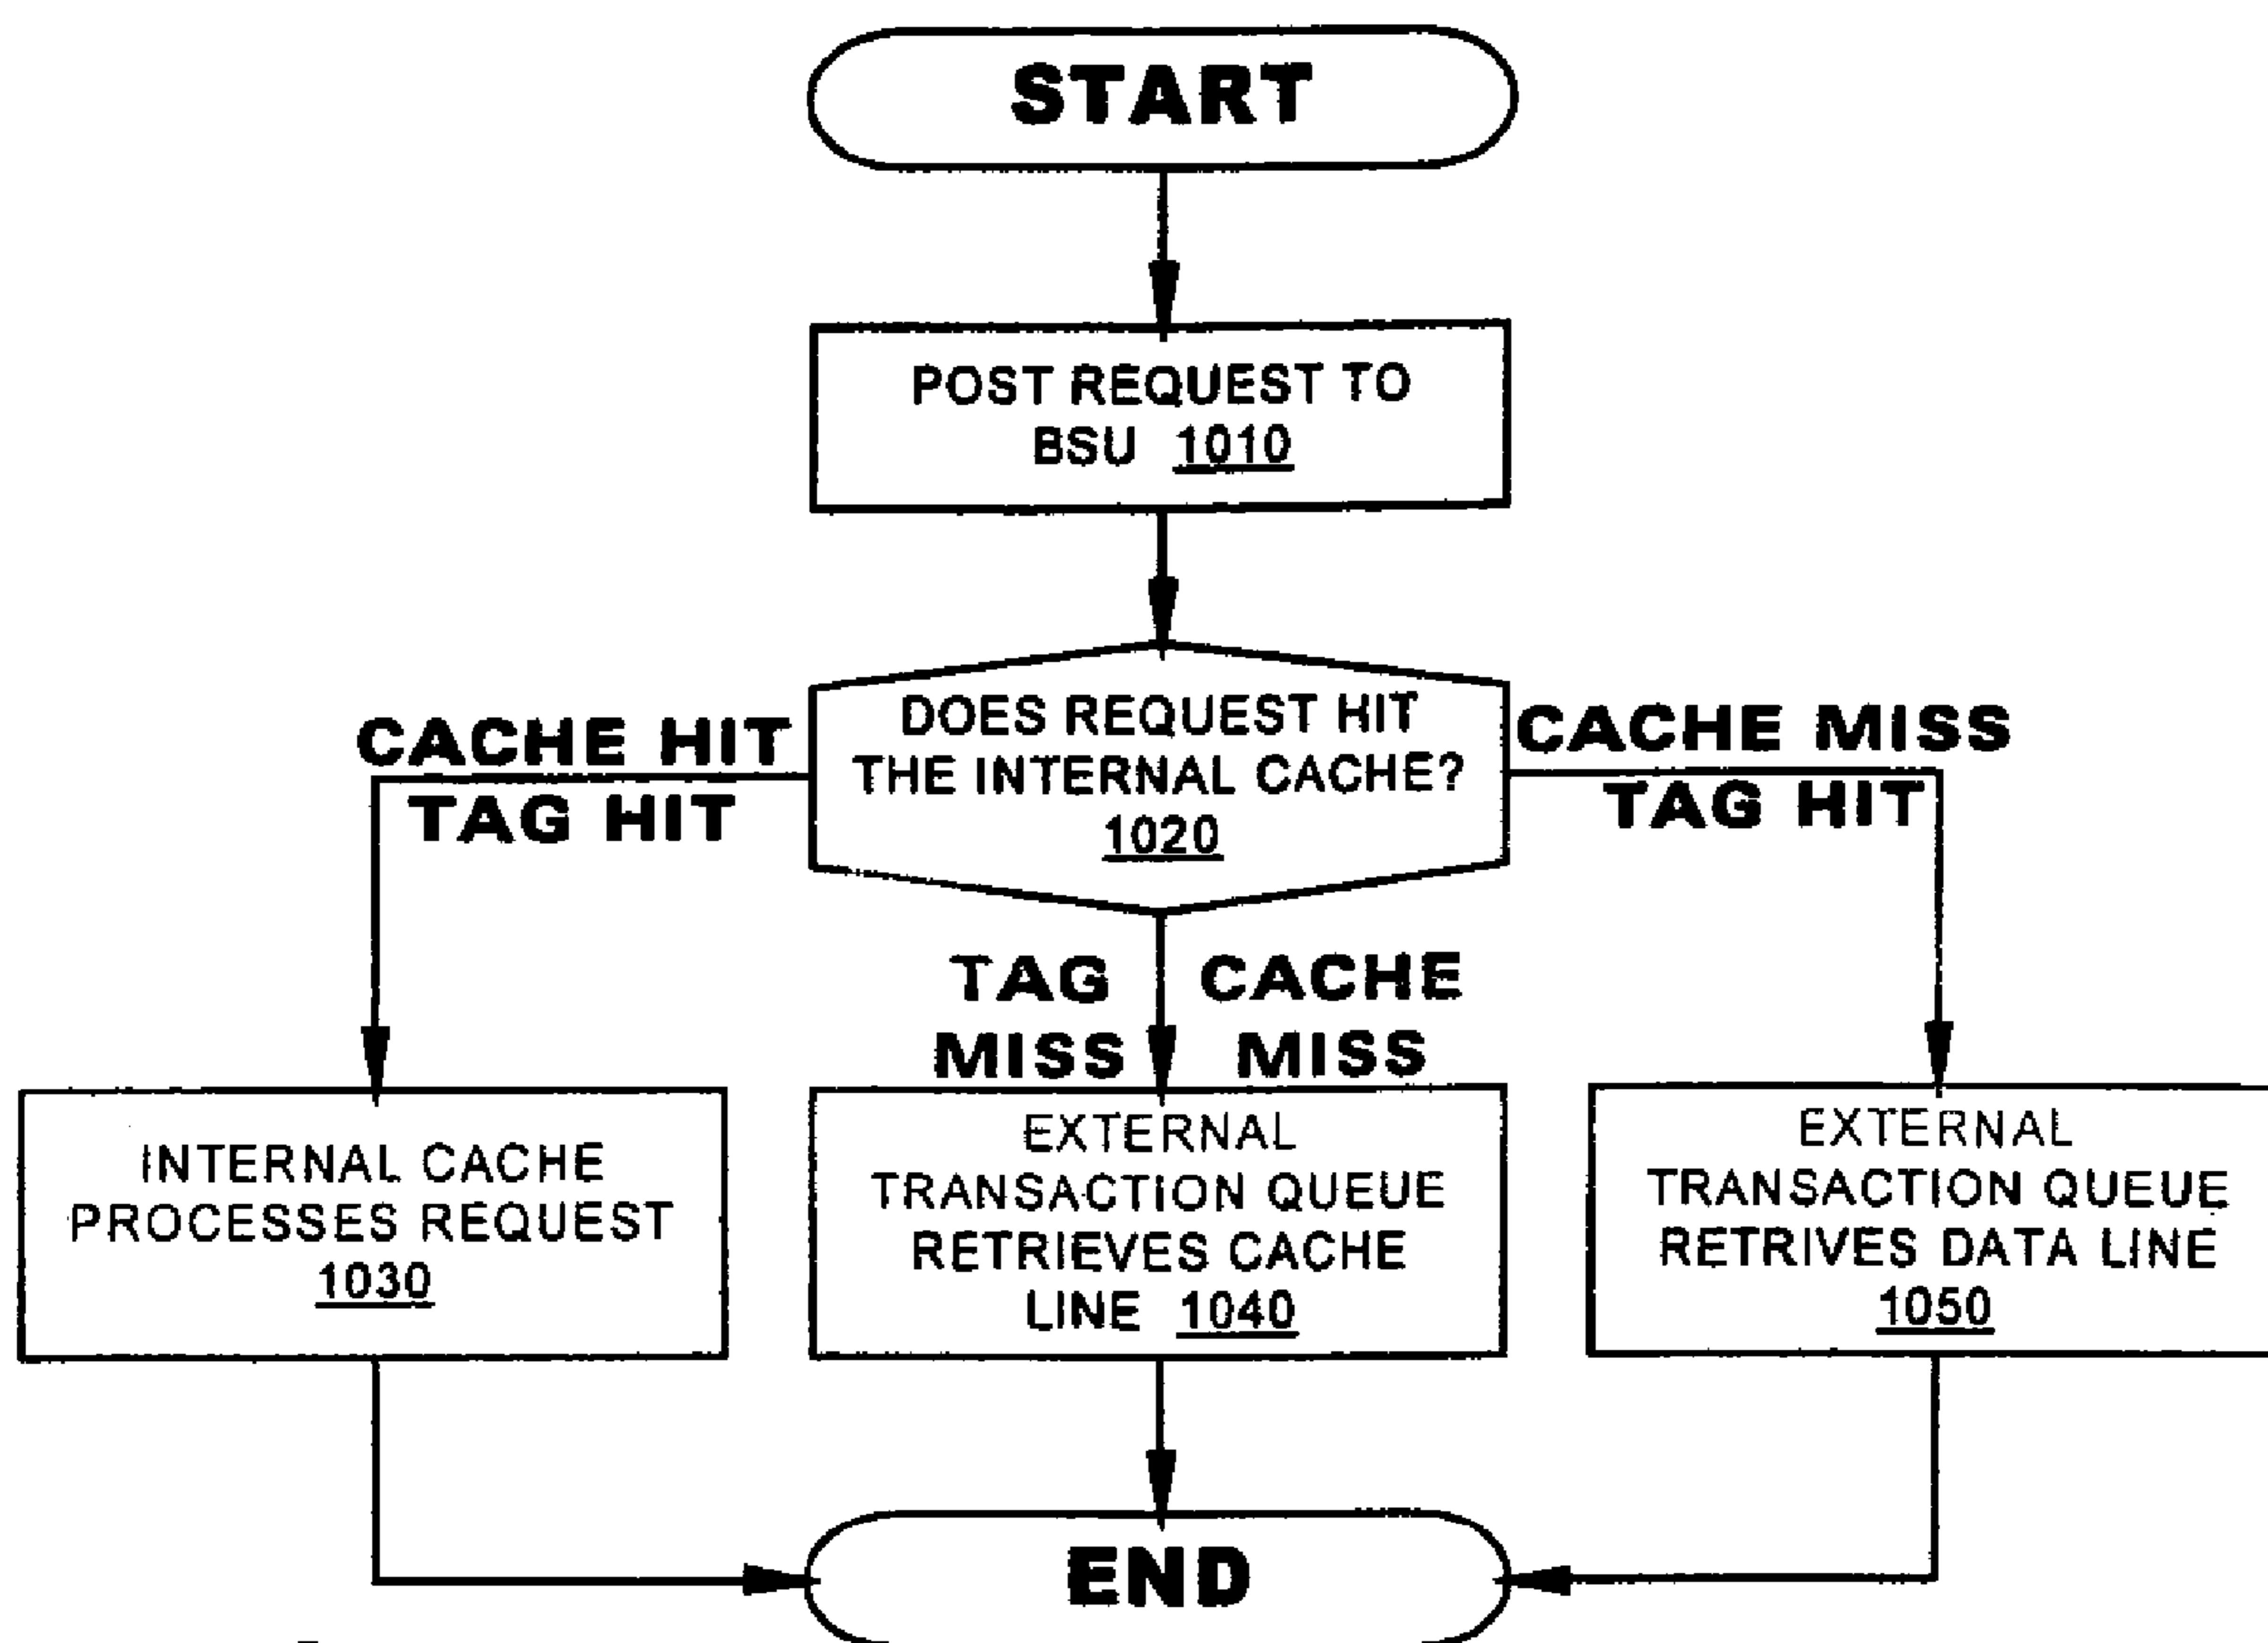 START
POST REQUEST TO
BSU 1010
DOES REQUEST HIT
THE INTERNAL CACHE?
1020
CACHE HIT
TAG HIT
CACHE MISS
TAG HIT
TAG
MISS
CACHE
MISS
INTERNAL CACHE
PROCESSES REQUEST
1030
EXTERNAL
TRANSACTION QUEUE
RETRIEVES CACHE
LINE 1040
EXTERNAL
TRANSACTION QUEUE
RETRIVES DATA LINE
1050
END